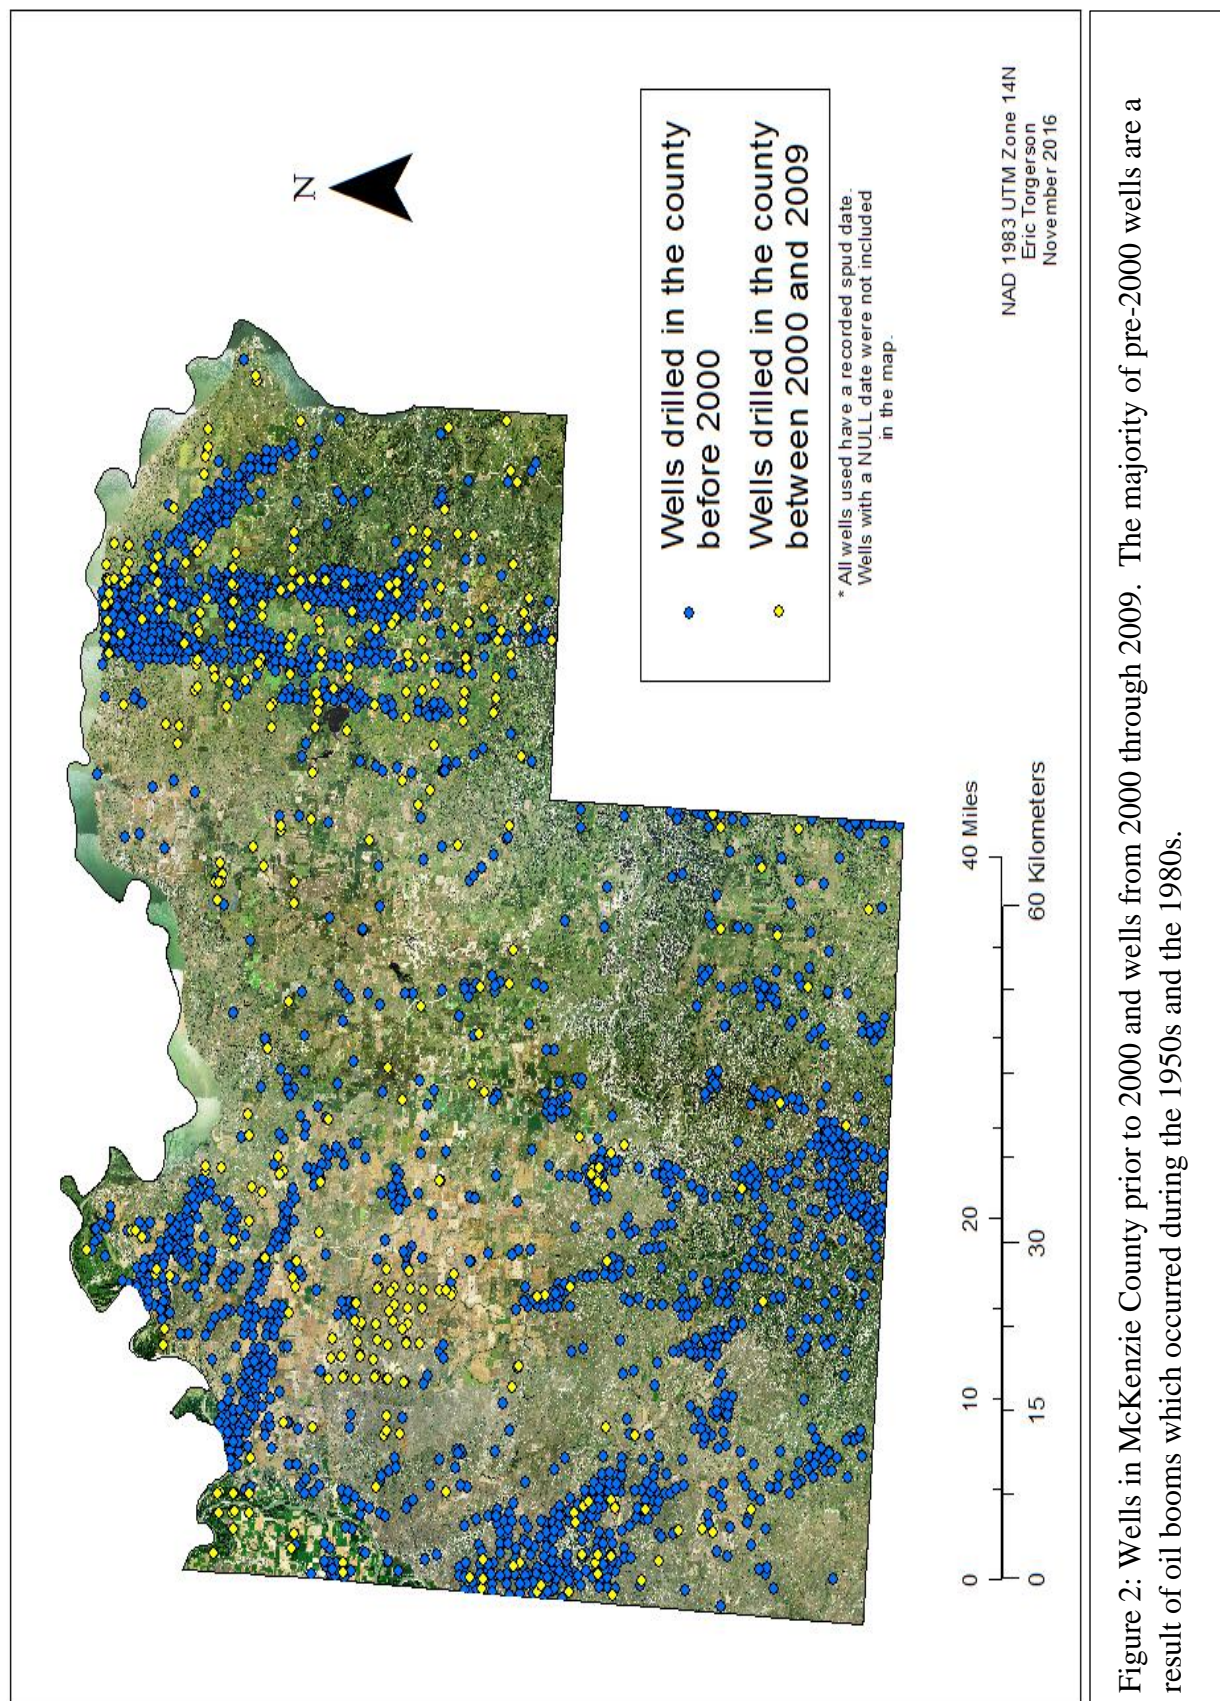 N
Wells drilled in the county
before 2000
Wells drilled in the county
between 2000 and 2009
* All wells used have a recorded spud date.
Wells with a NULL date were not included
in the map.
0 10 20 40 Miles
0 15 30 60 Kilometers
NAD 1983 UTM Zone 14N
Eric Torgerson
November 2016
Figure 2: Wells in McKenzie County prior to 2000 and wells from 2000 through 2009. The majority of pre-2000 wells are a
result of oil booms which occurred during the 1950s and the 1980s.